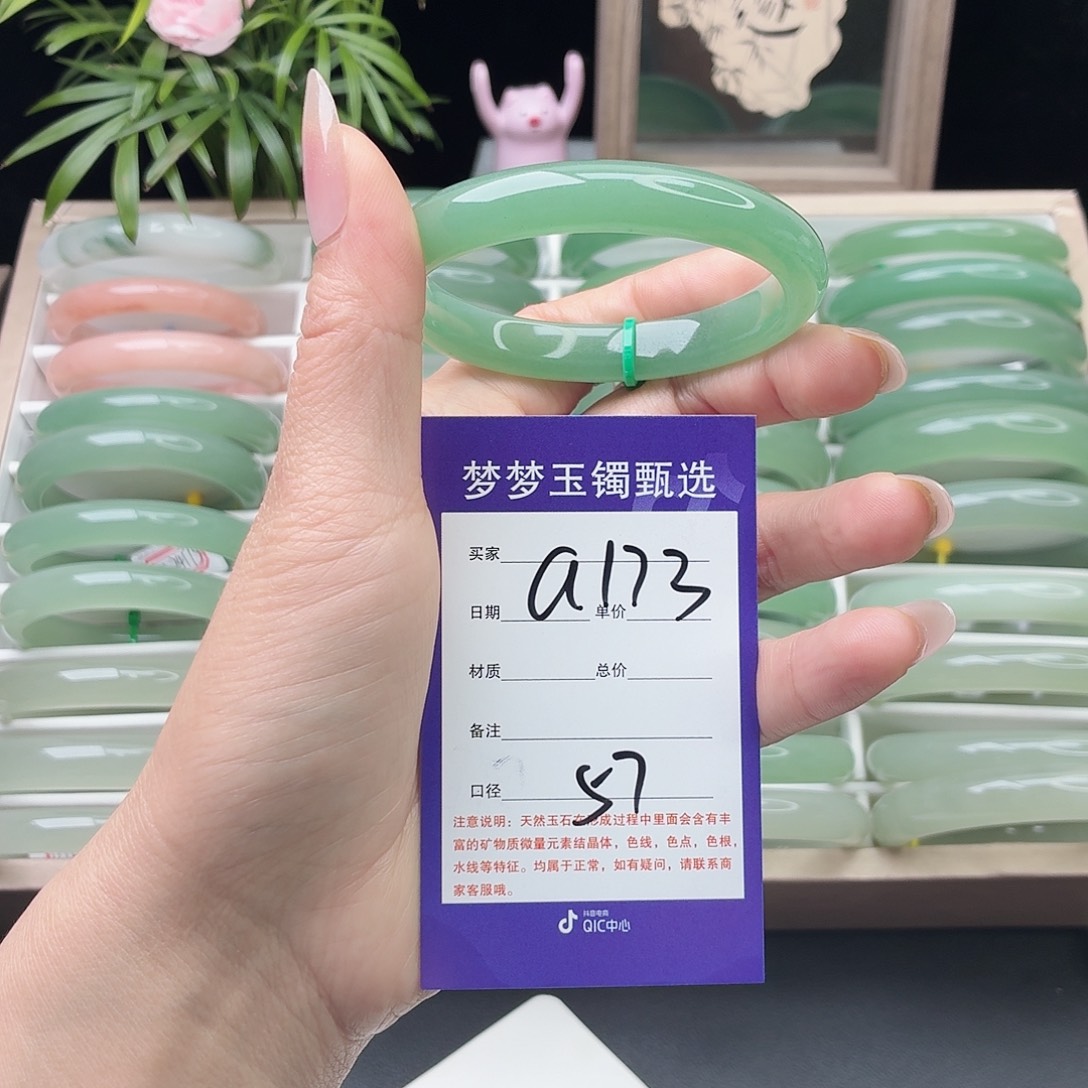 梦梦玉镯甄选
买家 a173
日期 单价
材质 总价
备注
口径 57
注意说明：天然玉石在形成过程中里面会含有丰
富的矿物质微量元素结晶体，色线，色点，色根，
水线等特征。均属于正常，如有疑问，请联系商
家客服哦。
抖音电商
QIC中心